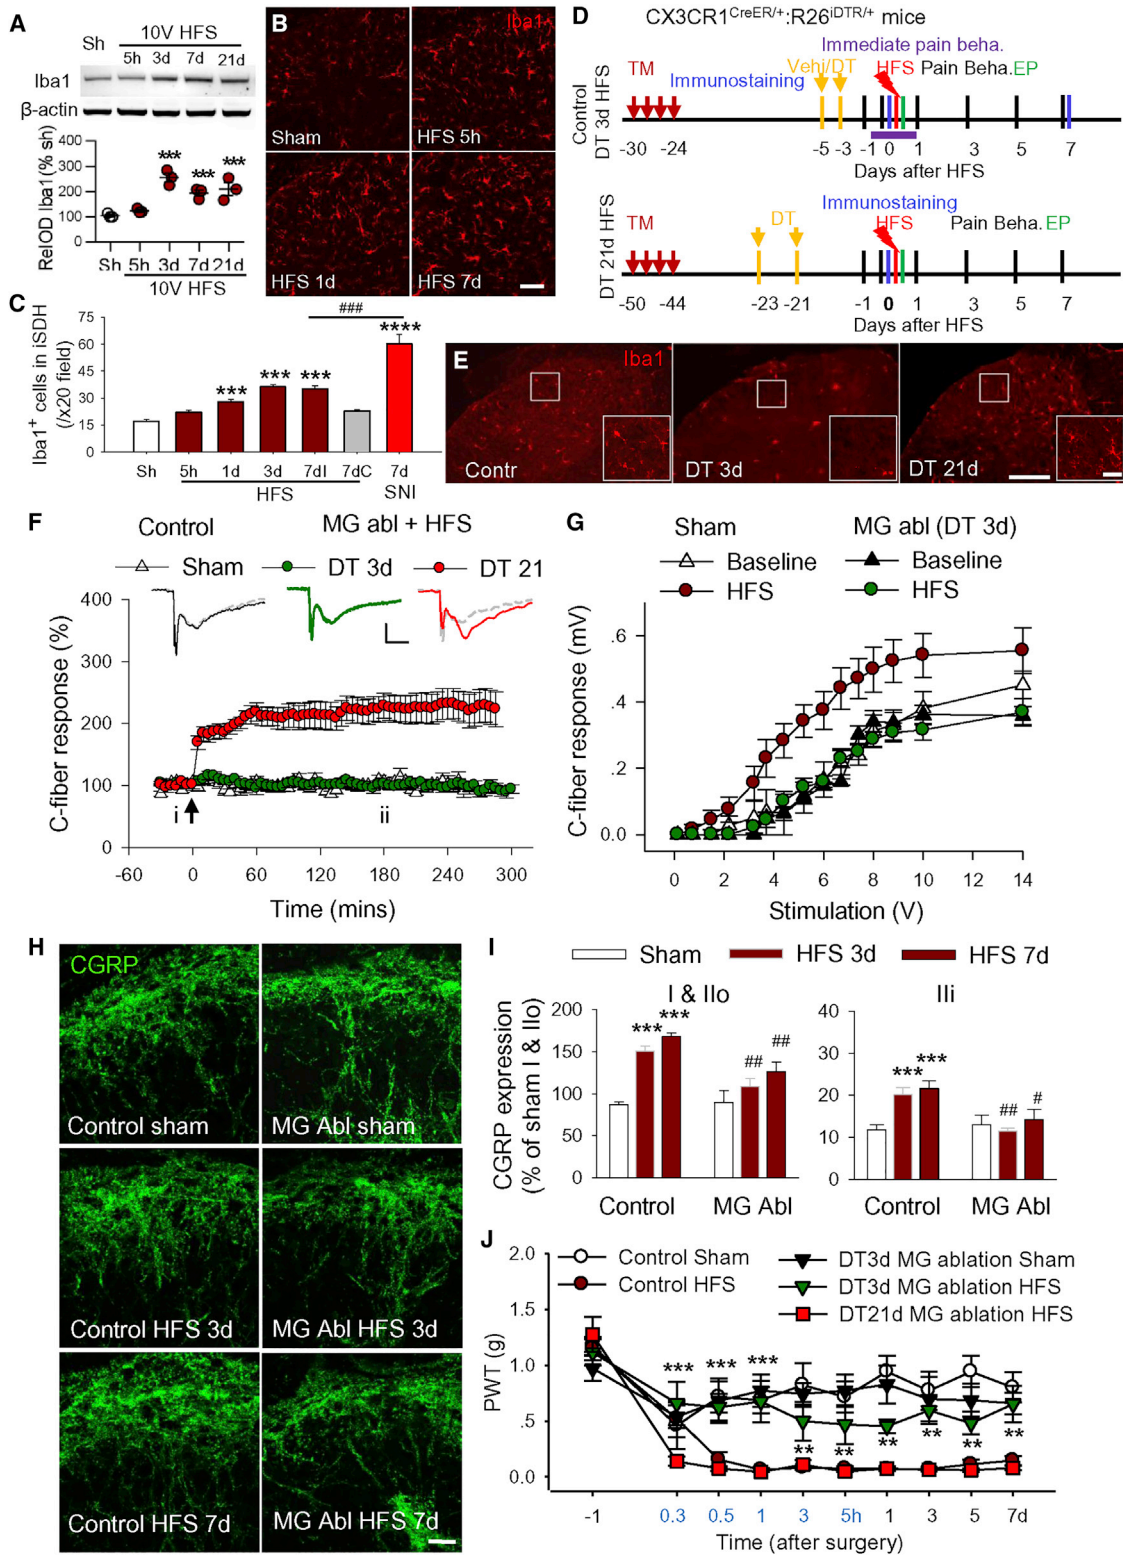 A
10V HFS
Sh
5h 3d 7d 21d
Iba1
β-actin
RelOD Iba1(% sh)
400
300
200
100
0
***
***
***
Sh 5h 3d 7d 21d
10V HFS
B
Iba1
Sham
HFS 5h
HFS 1d
HFS 7d
C
Iba1+ cells in iSDH
(/x20 field)
75
60
45
30
15
0
###
*** *** *** ****
Sh 5h 1d 3d 7dI 7dC 7d
HFS
SNI
D
CX3CR1CreER/+:R26iDTR/+ mice
Immediate pain beha.
TM
Immunostaining
Vehi/DT
HFS
Pain Beha.
EP
Control
DT 3d HFS
-30 -24 -5 -3 -1 0 1 3 5 7
Days after HFS
Immunostaining
TM
DT
HFS
Pain Beha.
EP
DT 21d HFS
-50 -44 -23 -21 -1 0 1 3 5 7
Days after HFS
E
Iba1
Contr
DT 3d
DT 21d
F
Control
MG abl + HFS
Sham
DT 3d
DT 21
C-fiber response (%)
400
300
200
100
0
i
ii
-60 0 60 120 180 240 300
Time (mins)
G
Sham
MG abl (DT 3d)
Baseline
Baseline
HFS
HFS
C-fiber response (mV)
.6
.4
.2
0.0
0 2 4 6 8 10 12 14
Stimulation (V)
H
CGRP
Control sham
MG Abl sham
Control HFS 3d
MG Abl HFS 3d
Control HFS 7d
MG Abl HFS 7d
I
Sham
HFS 3d
HFS 7d
I & IIo
CGRP expression
(% of sham I & IIo)
200
150
100
50
0
*** *** ## ##
Control MG Abl
IIi
40
30
20
10
0
*** *** ## #
Control MG Abl
J
Control Sham
Control HFS
DT3d MG ablation Sham
DT3d MG ablation HFS
DT21d MG ablation HFS
PWT (g)
2.0
1.5
1.0
.5
0.0
*** *** ***
** ** ** ** ** **
-1 0.3 0.5 1 3 5h 1 3 5 7d
Time (after surgery)